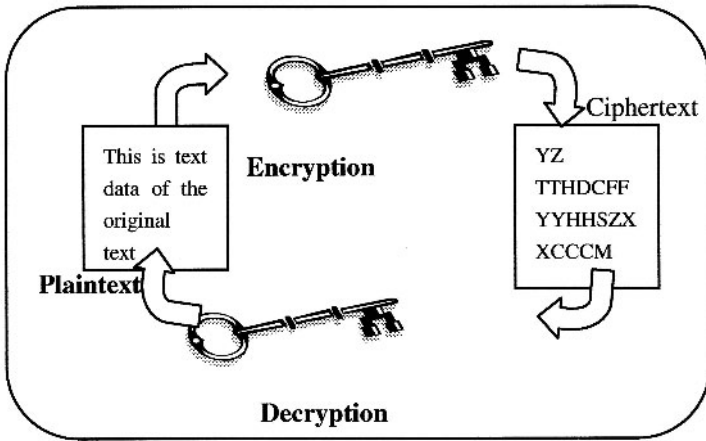 Ciphertext
This is text
data of the
original
text
Encryption
YZ
TTHDCFF
YYHHSZX
XCCCM
Plaintext
Decryption